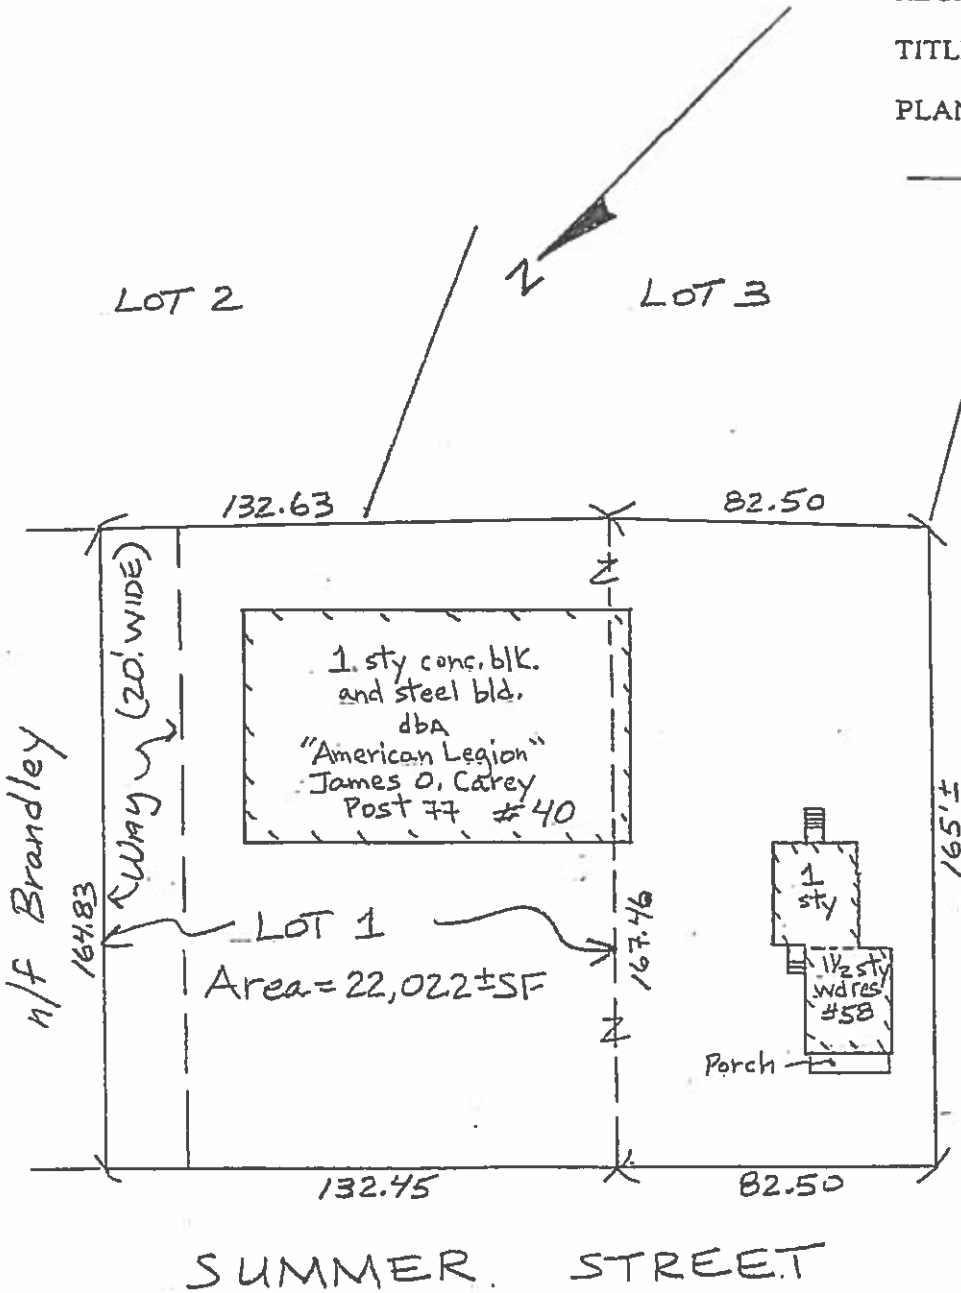 TITL
PLAN
N
LOT 2
LOT 3
132.63
82.50
WAY (20' WIDE)
Z
1 sty conc. blk.
and steel bld.
dbA
"American Legion"
James O. Carey
Post 77 #40
n/f Brandley
164.83
165'±
1
sty
LOT 1
167.46
Area = 22,022±SF
1½ sty
wd res
#58
Z
Porch
132.45
82.50
SUMMER STREET